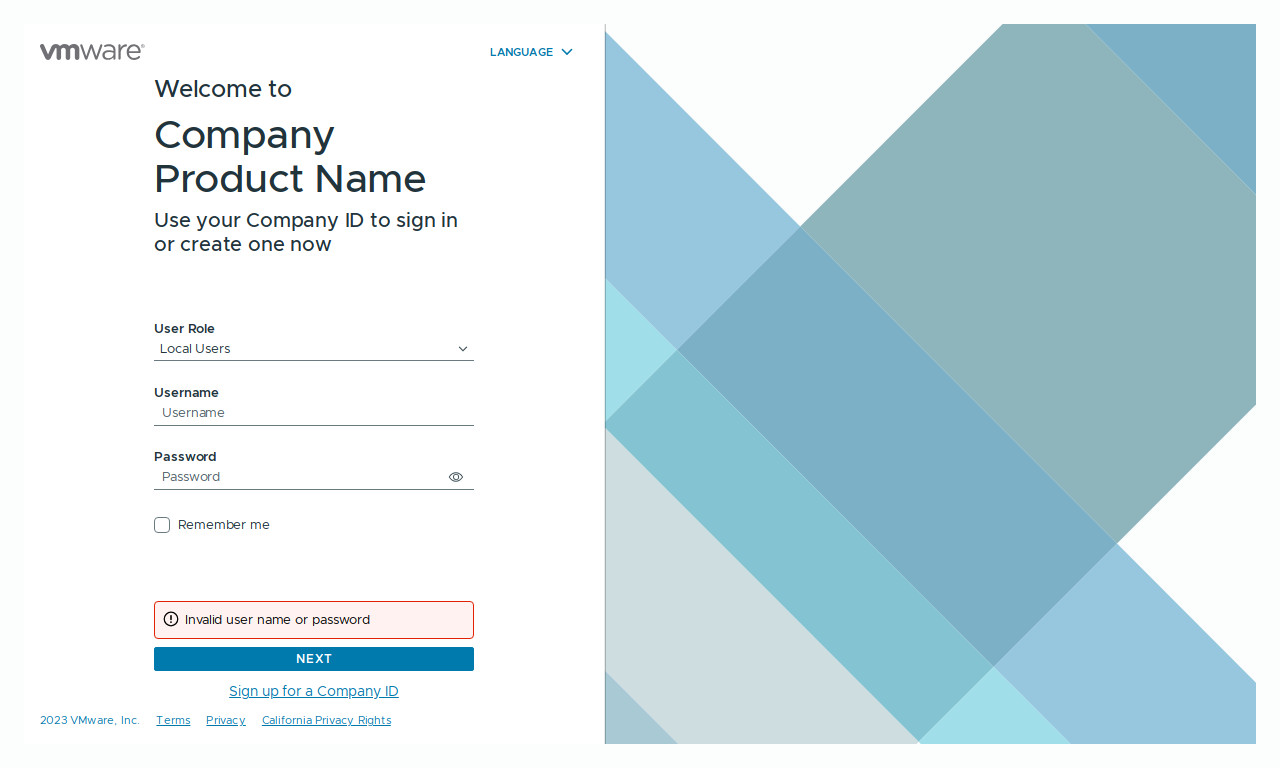 vmware
LANGUAGE
Welcome to
Company
Product Name
Use your Company ID to sign in
or create one now
User Role
Local Users
Username
Username
Password
Password
Remember me
Invalid user name or password
NEXT
Sign up for a Company ID
2023 VMware, Inc. Terms Privacy California Privacy Rights